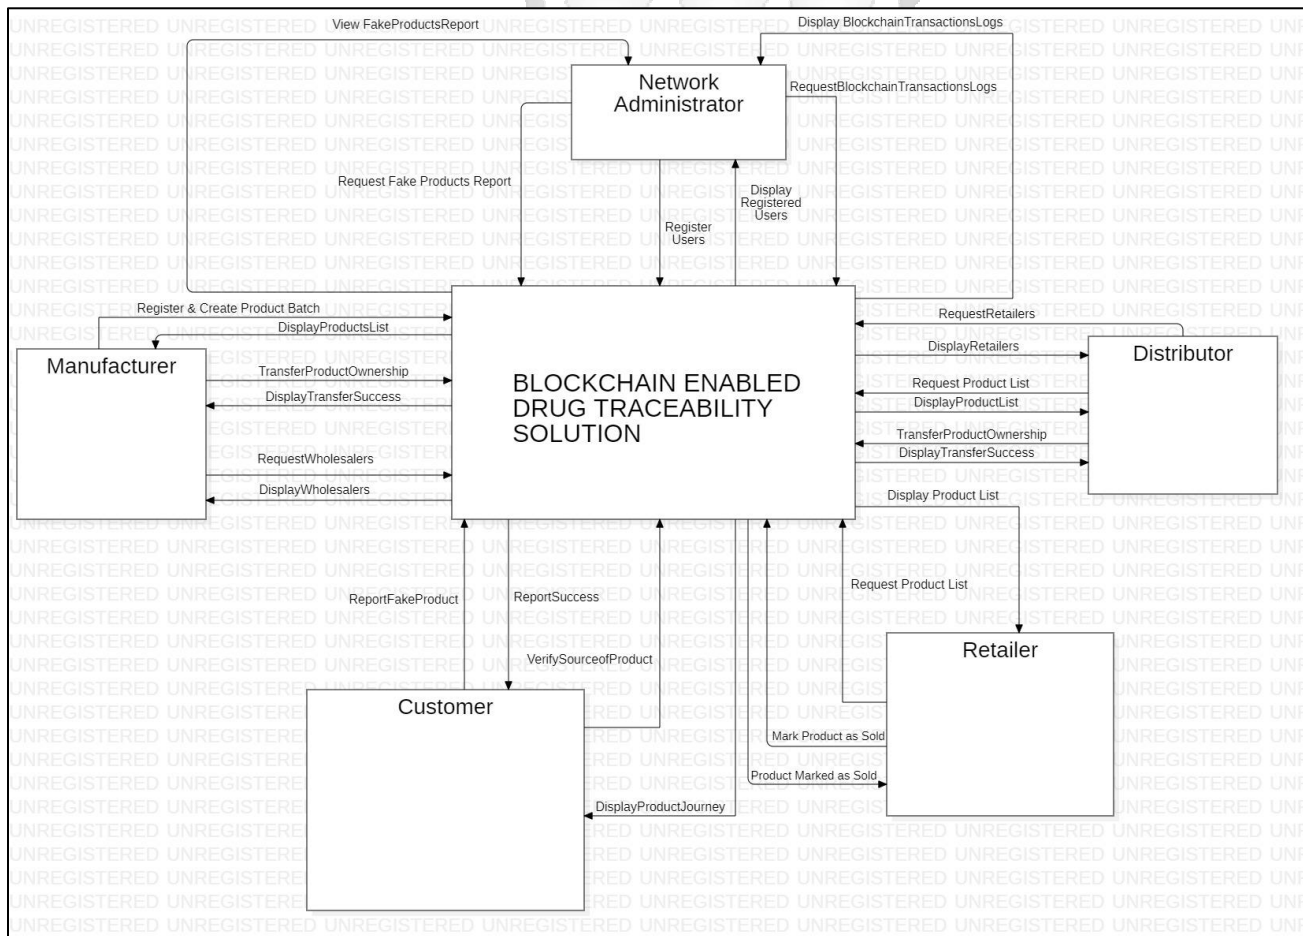 View FakeProductsReport
Display BlockchainTransactionsLogs
Network
Administrator
RequestBlockchainTransactionsLogs
Request Fake Products Report
Display
Registered
Users
Register
Users
Register & Create Product Batch
DisplayProductsList
Manufacturer
TransferProductOwnership
DisplayTransferSuccess
RequestWholesalers
DisplayWholesalers
BLOCKCHAIN ENABLED
DRUG TRACEABILITY
SOLUTION
RequestRetailers
DisplayRetailers
Distributor
Request Product List
DisplayProductList
TransferProductOwnership
DisplayTransferSuccess
Display Product List
Request Product List
Retailer
ReportFakeProduct
ReportSuccess
VerifySourceofProduct
Customer
Mark Product as Sold
Product Marked as Sold
DisplayProductJourney
UNREGISTERED